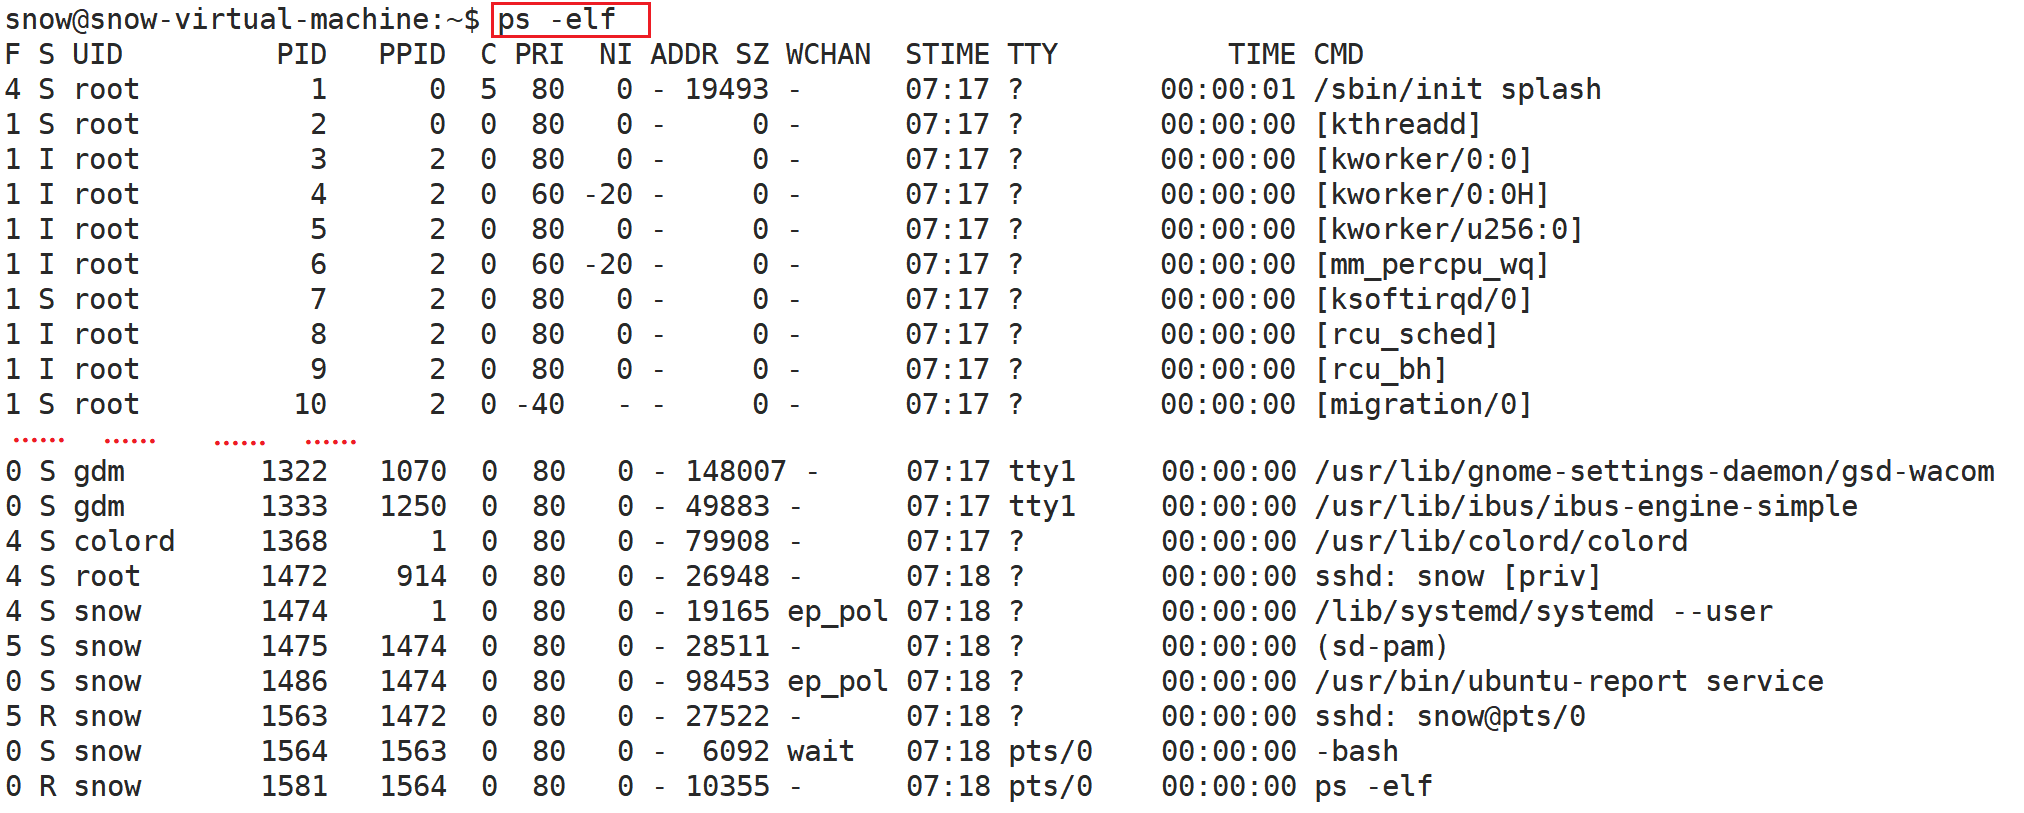 snow@snow-virtual-machine:~$ ps -elf
F S UID         PID   PPID  C PRI  NI ADDR SZ WCHAN  STIME TTY          TIME CMD
4 S root          1      0  5  80   0 - 19493 -      07:17 ?        00:00:01 /sbin/init splash
1 S root          2      0  0  80   0 -     0 -      07:17 ?        00:00:00 [kthreadd]
1 I root          3      2  0  80   0 -     0 -      07:17 ?        00:00:00 [kworker/0:0]
1 I root          4      2  0  60 -20 -     0 -      07:17 ?        00:00:00 [kworker/0:0H]
1 I root          5      2  0  80   0 -     0 -      07:17 ?        00:00:00 [kworker/u256:0]
1 I root          6      2  0  60 -20 -     0 -      07:17 ?        00:00:00 [mm_percpu_wq]
1 S root          7      2  0  80   0 -     0 -      07:17 ?        00:00:00 [ksoftirqd/0]
1 I root          8      2  0  80   0 -     0 -      07:17 ?        00:00:00 [rcu_sched]
1 I root          9      2  0  80   0 -     0 -      07:17 ?        00:00:00 [rcu_bh]
1 S root         10      2  0 -40   - -     0 -      07:17 ?        00:00:00 [migration/0]
...... ...... ...... ......
0 S gdm        1322   1070  0  80   0 - 148007 -     07:17 tty1     00:00:00 /usr/lib/gnome-settings-daemon/gsd-wacom
0 S gdm        1333   1250  0  80   0 - 49883 -      07:17 tty1     00:00:00 /usr/lib/ibus/ibus-engine-simple
4 S colord     1368      1  0  80   0 - 79908 -      07:17 ?        00:00:00 /usr/lib/colord/colord
4 S root       1472    914  0  80   0 - 26948 -      07:18 ?        00:00:00 sshd: snow [priv]
4 S snow       1474      1  0  80   0 - 19165 ep_pol 07:18 ?        00:00:00 /lib/systemd/systemd --user
5 S snow       1475   1474  0  80   0 - 28511 -      07:18 ?        00:00:00 (sd-pam)
0 S snow       1486   1474  0  80   0 - 98453 ep_pol 07:18 ?        00:00:00 /usr/bin/ubuntu-report service
5 R snow       1563   1472  0  80   0 - 27522 -      07:18 ?        00:00:00 sshd: snow@pts/0
0 S snow       1564   1563  0  80   0 -  6092 wait   07:18 pts/0    00:00:00 -bash
0 R snow       1581   1564  0  80   0 - 10355 -      07:18 pts/0    00:00:00 ps -elf